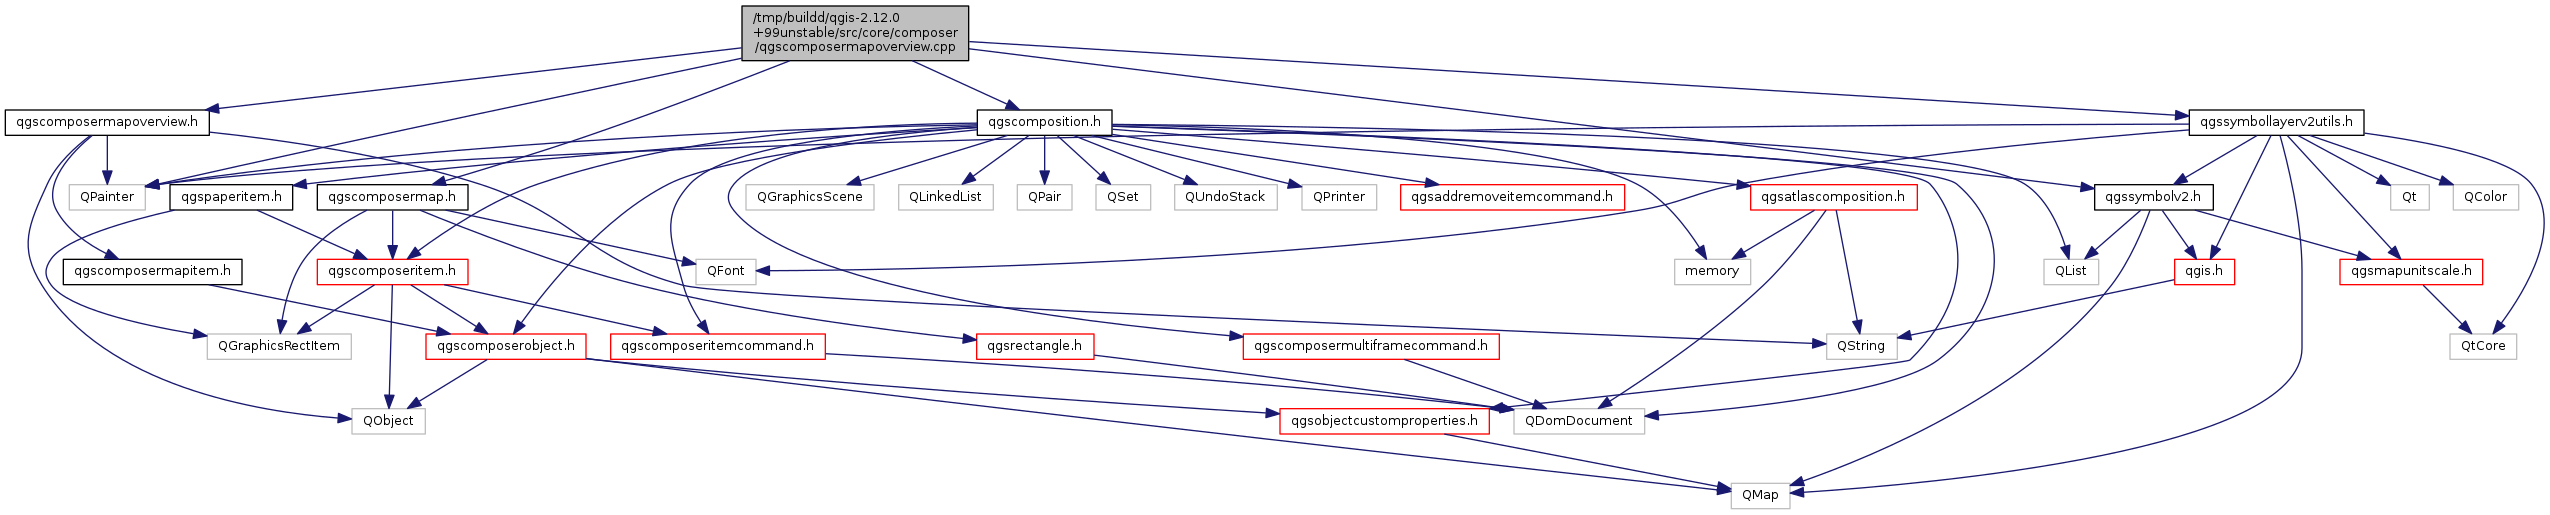 /tmp/buildd/qgis-2.12.0
+99unstable/src/core/composer
/qgscomposermapoverview.cpp
qgscomposermapoverview.h
qgscomposition.h
qgssymbollayerv2utils.h
QPainter
qgspaperitem.h
qgscomposermap.h
QGraphicsScene
QLinkedList
QPair
QSet
QUndoStack
QPrinter
qgsaddremoveitemcommand.h
qgsatlascomposition.h
qgssymbolv2.h
Qt
QColor
qgscomposermapitem.h
qgscomposeritem.h
QFont
memory
QList
qgis.h
qgsmapunitscale.h
QGraphicsRectItem
qgscomposerobject.h
qgscomposeritemcommand.h
qgsrectangle.h
qgscomposermultiframecommand.h
QString
QtCore
QObject
qgsobjectcustomproperties.h
QDomDocument
QMap